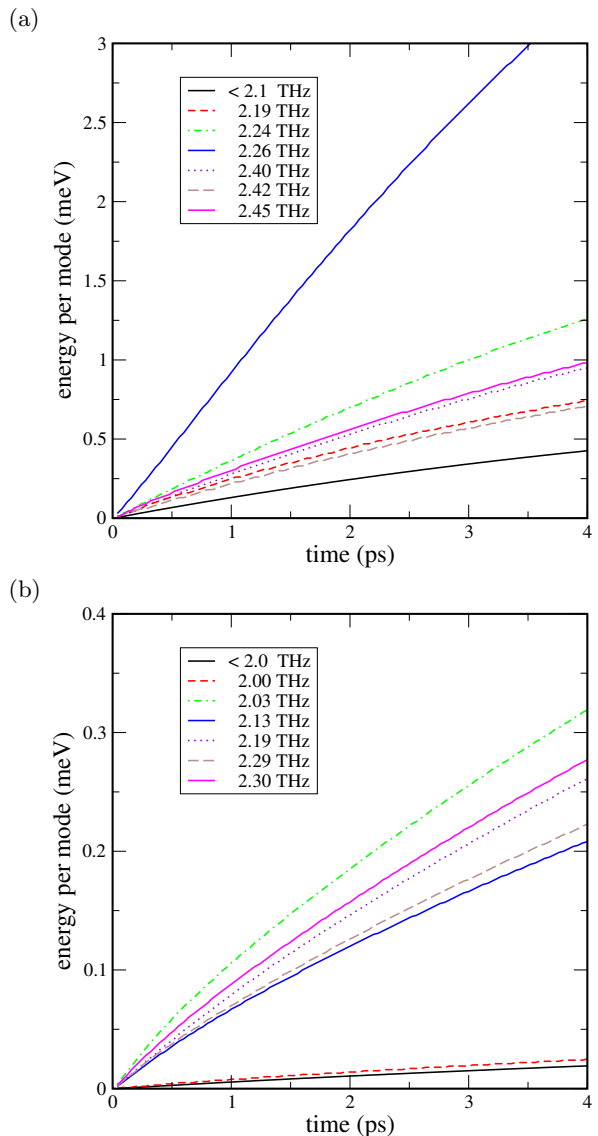 (a)
3
2.5
2
1.5
1
0.5
0
energy per mode (meV)
< 2.1 THz
2.19 THz
2.24 THz
2.26 THz
2.40 THz
2.42 THz
2.45 THz
0 1 2 3 4
time (ps)
(b)
0.4
0.3
0.2
0.1
0
energy per mode (meV)
< 2.0 THz
2.00 THz
2.03 THz
2.13 THz
2.19 THz
2.29 THz
2.30 THz
0 1 2 3 4
time (ps)